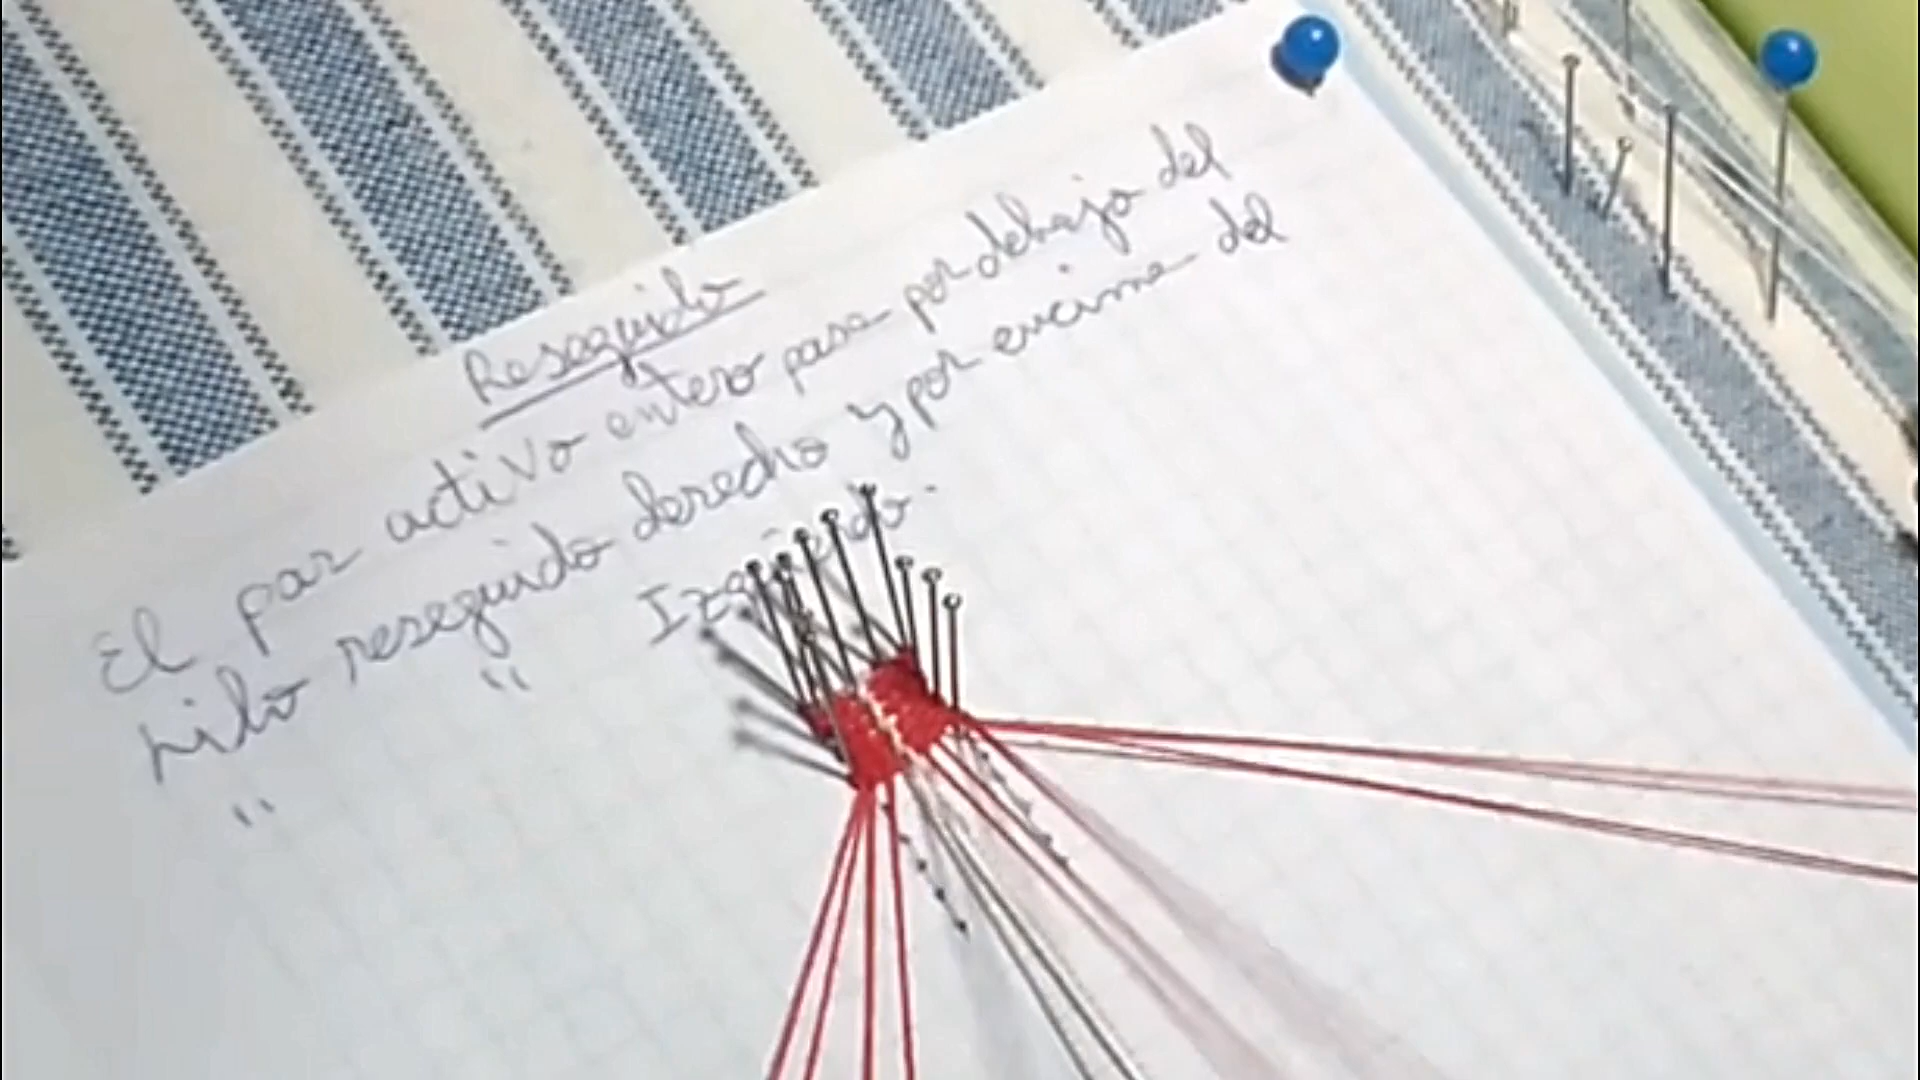 Reseguido
El par activo entero pasa por debajo del
hilo reseguido derecho y por encima del
" " Izquierdo.